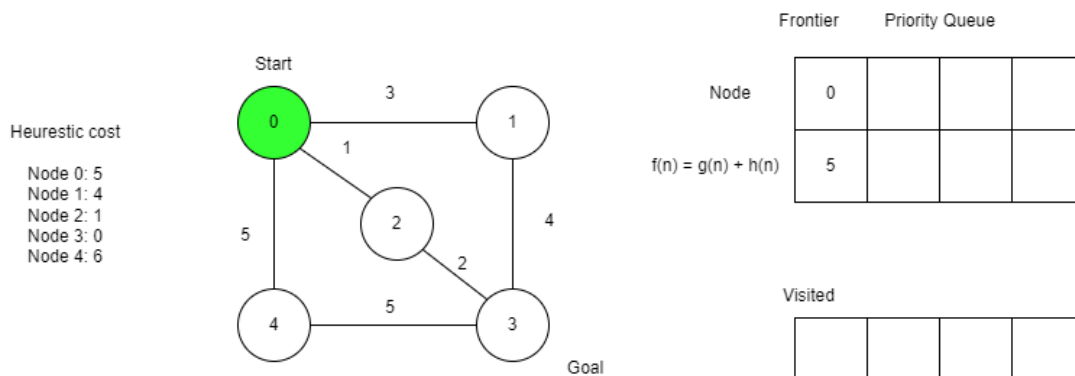 Frontier Priority Queue
Start
Node 0
3
0 1
Heurestic cost
1
Node 0: 5
Node 1: 4
Node 2: 1
Node 3: 0
Node 4: 6
f(n) = g(n) + h(n) 5
2
5 4
2
Visited
5
4 3
Goal